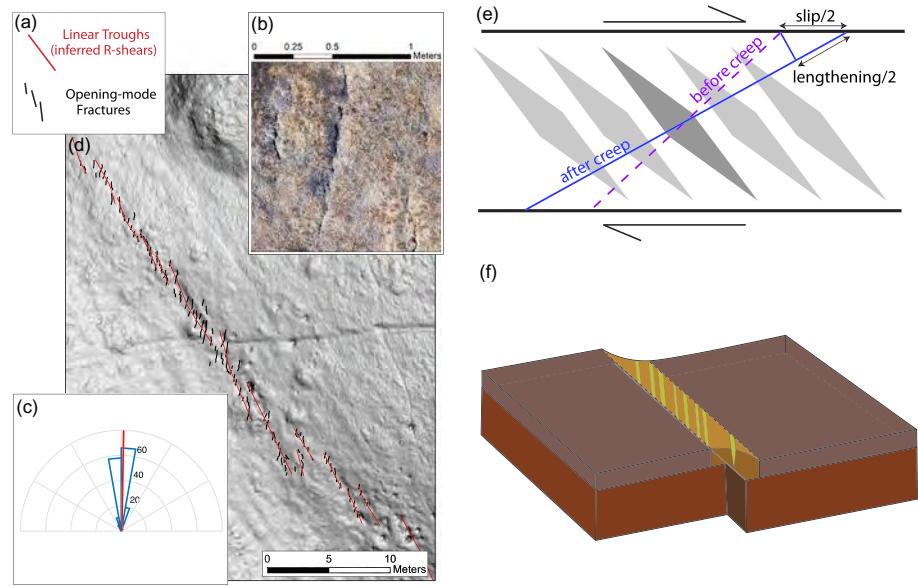 (a)
Linear Troughs
(inferred R-shears)
Opening-mode
Fractures
(b)
0 0.25 0.5 1
Meters
(d)
(c)
60
40
20
0 5 10
Meters
(e)
slip/2
before creep
lengthening/2
after creep
(f)